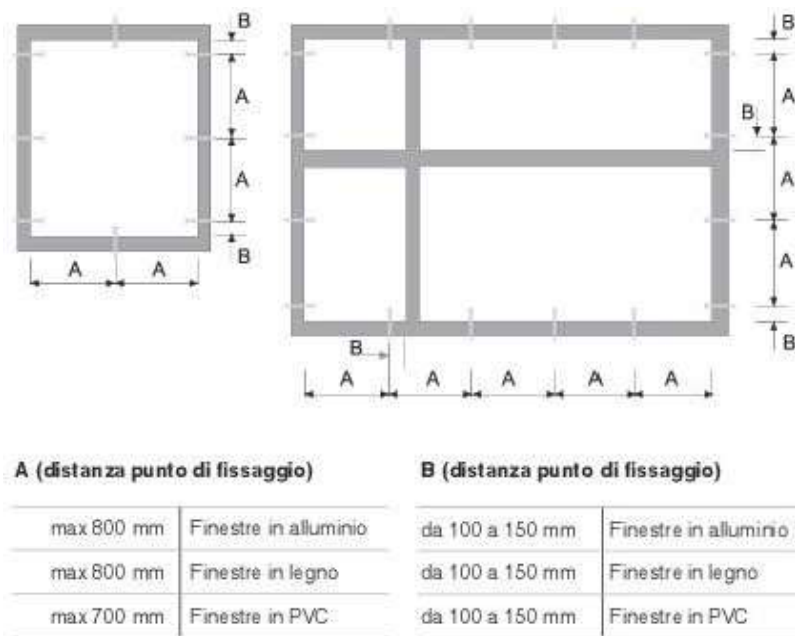 B
B
A
A
B
A
A
B
A
A
B
B
A
A
B
A
A
A
A
A
A (distanza punto di fissaggio)
max 800 mm Finestre in alluminio
max 800 mm Finestre in legno
max 700 mm Finestre in PVC
B (distanza punto di fissaggio)
da 100 a 150 mm Finestre in alluminio
da 100 a 150 mm Finestre in legno
da 100 a 150 mm Finestre in PVC